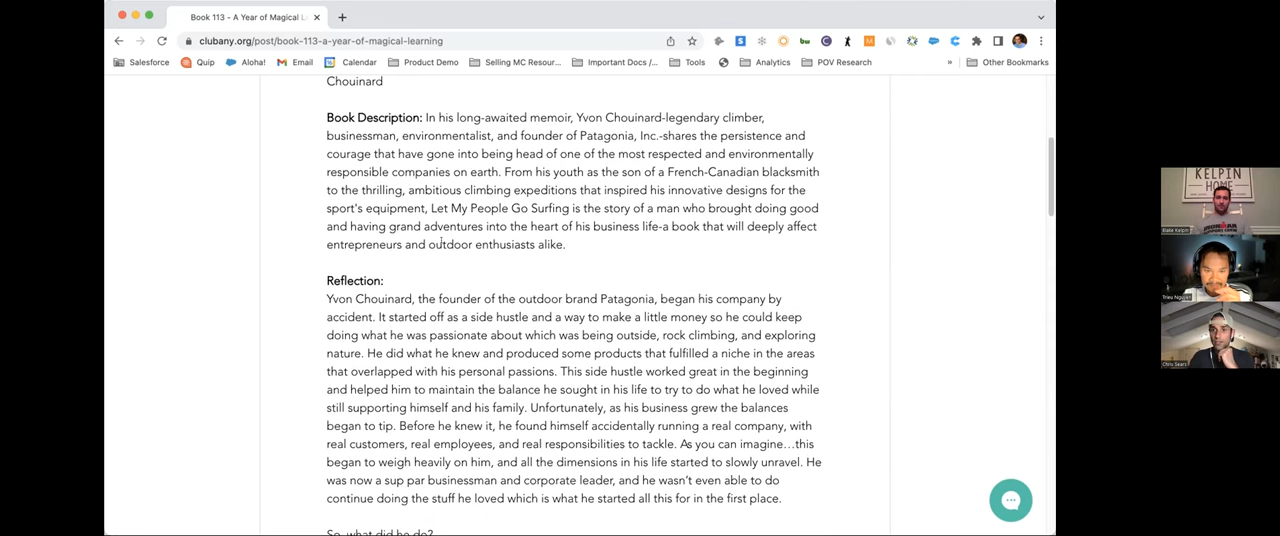 Book 113 - A Year of Magical L
clubany.org/post/book-113-a-year-of-magical-learning
Salesforce Quip Aloha! Email Calendar Product Demo Selling MC Resour... Important Docs /... Tools Analytics POV Research » Other Bookmarks
Chouinard
Book Description: In his long-awaited memoir, Yvon Chouinard-legendary climber,
businessman, environmentalist, and founder of Patagonia, Inc.-shares the persistence and
courage that have gone into being head of one of the most respected and environmentally
responsible companies on earth. From his youth as the son of a French-Canadian blacksmith
to the thrilling, ambitious climbing expeditions that inspired his innovative designs for the
sport's equipment, Let My People Go Surfing is the story of a man who brought doing good
and having grand adventures into the heart of his business life-a book that will deeply affect
entrepreneurs and outdoor enthusiasts alike.
Reflection:
Yvon Chouinard, the founder of the outdoor brand Patagonia, began his company by
accident. It started off as a side hustle and a way to make a little money so he could keep
doing what he was passionate about which was being outside, rock climbing, and exploring
nature. He did what he knew and produced some products that fulfilled a niche in the areas
that overlapped with his personal passions. This side hustle worked great in the beginning
and helped him to maintain the balance he sought in his life to try to do what he loved while
still supporting himself and his family. Unfortunately, as his business grew the balances
began to tip. Before he knew it, he found himself accidentally running a real company, with
real customers, real employees, and real responsibilities to tackle. As you can imagine…this
began to weigh heavily on him, and all the dimensions in his life started to slowly unravel. He
was now a sup par businessman and corporate leader, and he wasn't even able to do
continue doing the stuff he loved which is what he started all this for in the first place.
So, what did he do?
KELPIN
HOME
IRONMAN
Blake Kelpin
Trieu Nguyen
Chris Sears